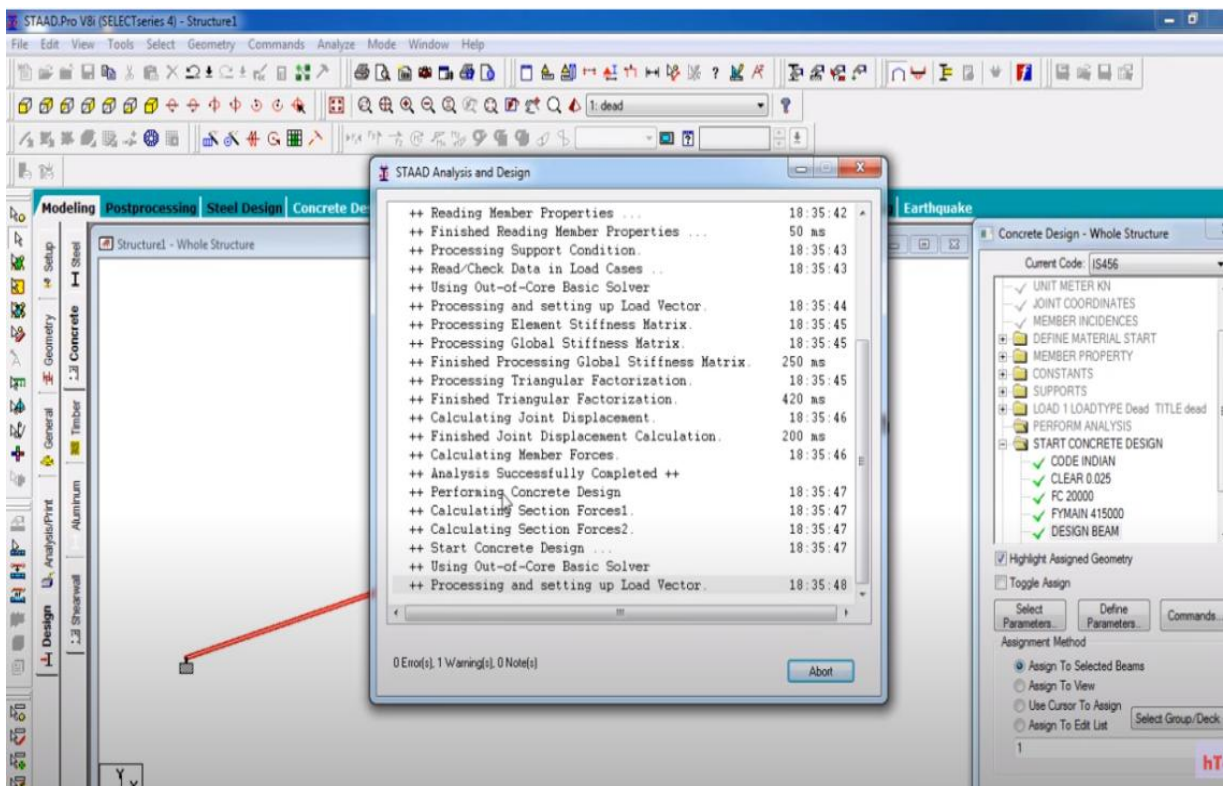 STAAD.Pro V8i (SELECTseries 4) - Structure1
File Edit View Tools Select Geometry Commands Analyze Mode Window Help
1: dead
Modeling Postprocessing Steel Design Concrete De
Earthquake
Setup
Geometry
General
Analysis/Print
Design
Steel
Concrete
Timber
Aluminum
Shearwall
Structure1 - Whole Structure
STAAD Analysis and Design
++ Reading Member Properties ... 18:35:42
++ Finished Reading Member Properties ... 50 ms
++ Processing Support Condition. 18:35:43
++ Read/Check Data in Load Cases .. 18:35:43
++ Using Out-of-Core Basic Solver
++ Processing and setting up Load Vector. 18:35:44
++ Processing Element Stiffness Matrix. 18:35:45
++ Processing Global Stiffness Matrix. 18:35:45
++ Finished Processing Global Stiffness Matrix. 250 ms
++ Processing Triangular Factorization. 18:35:45
++ Finished Triangular Factorization. 420 ms
++ Calculating Joint Displacement. 18:35:46
++ Finished Joint Displacement Calculation. 200 ms
++ Calculating Member Forces. 18:35:46
++ Analysis Successfully Completed ++
++ Performing Concrete Design 18:35:47
++ Calculating Section Forces1. 18:35:47
++ Calculating Section Forces2. 18:35:47
++ Start Concrete Design ... 18:35:47
++ Using Out-of-Core Basic Solver
++ Processing and setting up Load Vector. 18:35:48
0 Error(s), 1 Warning(s), 0 Note(s)
Abort
Y
Concrete Design - Whole Structure
Current Code: IS456
UNIT METER KN
JOINT COORDINATES
MEMBER INCIDENCES
DEFINE MATERIAL START
MEMBER PROPERTY
CONSTANTS
SUPPORTS
LOAD 1 LOADTYPE Dead TITLE dead
PERFORM ANALYSIS
START CONCRETE DESIGN
CODE INDIAN
CLEAR 0.025
FC 20000
FYMAIN 415000
DESIGN BEAM
Highlight Assigned Geometry
Toggle Assign
Select Parameters...
Define Parameters...
Commands...
Assignment Method
Assign To Selected Beams
Assign To View
Use Cursor To Assign
Assign To Edit List
Select Group/Deck
1
hT